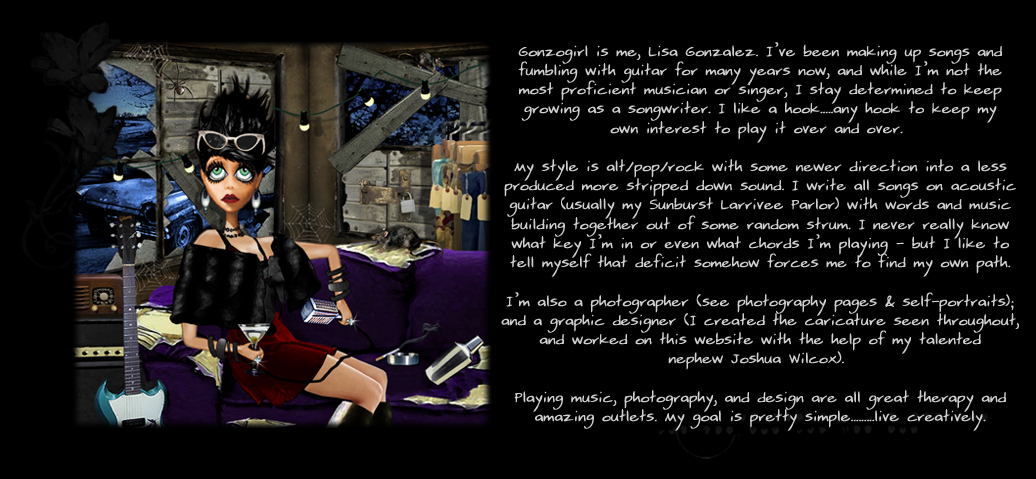 Gonzogirl is me, Lisa Gonzalez. I've been making up songs and
fumbling with guitar for many years now, and while I'm not the
most proficient musician or singer, I stay determined to keep
growing as a songwriter. I like a hook.....any hook to keep my
own interest to play it over and over.
My style is alt/pop/rock with some newer direction into a less
produced more stripped down sound. I write all songs on acoustic
guitar (usually my Sunburst Larrivee Parlor) with words and music
building together out of some random strum. I never really know
what key I'm in or even what chords I'm playing - but I like to
tell myself that deficit somehow forces me to find my own path.
I'm also a photographer (see photography pages & self-portraits);
and a graphic designer (I created the caricature seen throughout,
and worked on this website with the help of my talented
nephew Joshua Wilcox).
Playing music, photography, and design are all great therapy and
amazing outlets. My goal is pretty simple.........live creatively.